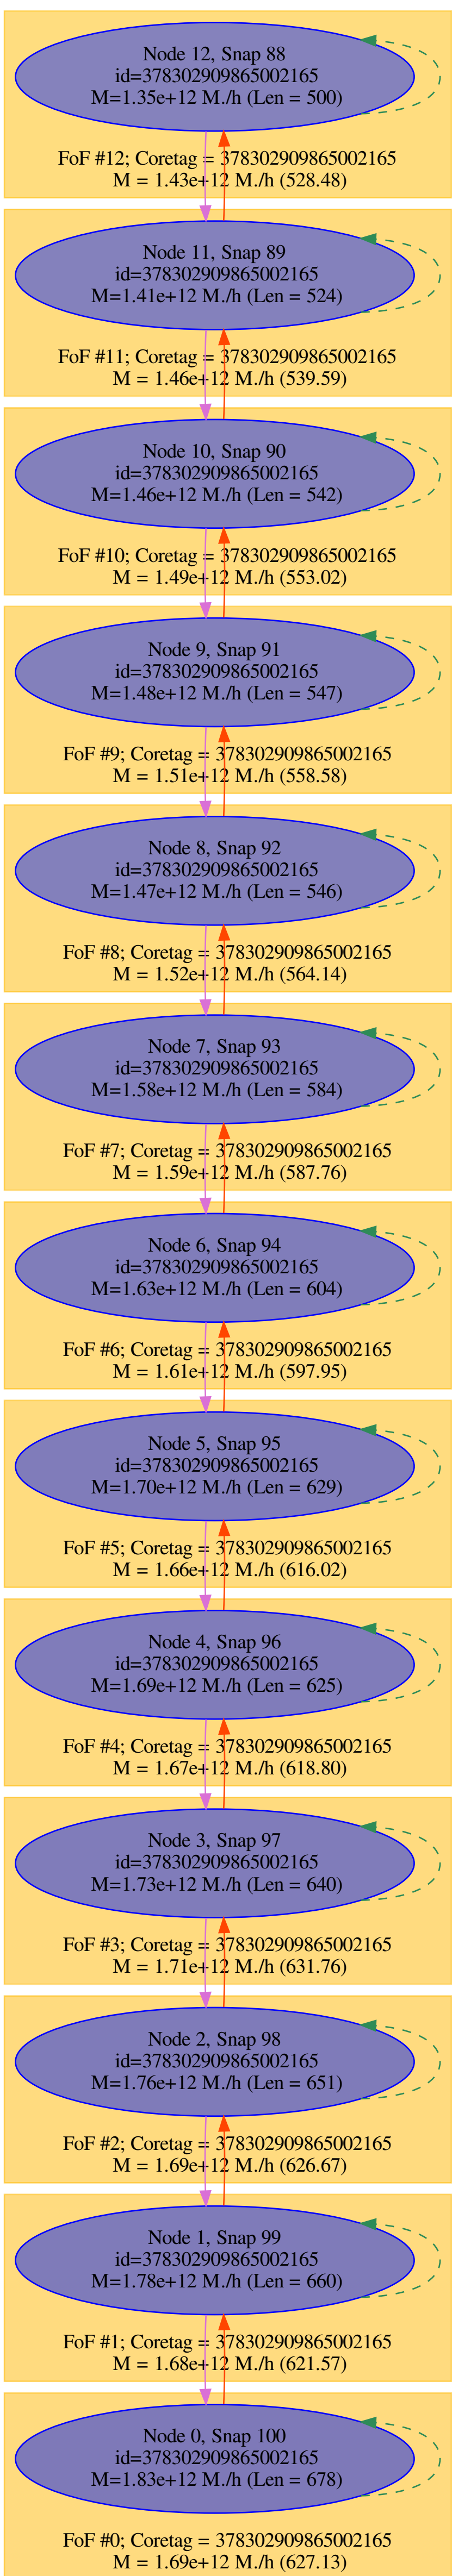 Node 12, Snap 88
id=378302909865002165
M=1.35e+12 M./h (Len = 500)
FoF #12; Coretag = 378302909865002165
M = 1.43e+12 M./h (528.48)
Node 11, Snap 89
id=378302909865002165
M=1.41e+12 M./h (Len = 524)
FoF #11; Coretag = 378302909865002165
M = 1.46e+12 M./h (539.59)
Node 10, Snap 90
id=378302909865002165
M=1.46e+12 M./h (Len = 542)
FoF #10; Coretag = 378302909865002165
M = 1.49e+12 M./h (553.02)
Node 9, Snap 91
id=378302909865002165
M=1.48e+12 M./h (Len = 547)
FoF #9; Coretag = 378302909865002165
M = 1.51e+12 M./h (558.58)
Node 8, Snap 92
id=378302909865002165
M=1.47e+12 M./h (Len = 546)
FoF #8; Coretag = 378302909865002165
M = 1.52e+12 M./h (564.14)
Node 7, Snap 93
id=378302909865002165
M=1.58e+12 M./h (Len = 584)
FoF #7; Coretag = 378302909865002165
M = 1.59e+12 M./h (587.76)
Node 6, Snap 94
id=378302909865002165
M=1.63e+12 M./h (Len = 604)
FoF #6; Coretag = 378302909865002165
M = 1.61e+12 M./h (597.95)
Node 5, Snap 95
id=378302909865002165
M=1.70e+12 M./h (Len = 629)
FoF #5; Coretag = 378302909865002165
M = 1.66e+12 M./h (616.02)
Node 4, Snap 96
id=378302909865002165
M=1.69e+12 M./h (Len = 625)
FoF #4; Coretag = 378302909865002165
M = 1.67e+12 M./h (618.80)
Node 3, Snap 97
id=378302909865002165
M=1.73e+12 M./h (Len = 640)
FoF #3; Coretag = 378302909865002165
M = 1.71e+12 M./h (631.76)
Node 2, Snap 98
id=378302909865002165
M=1.76e+12 M./h (Len = 651)
FoF #2; Coretag = 378302909865002165
M = 1.69e+12 M./h (626.67)
Node 1, Snap 99
id=378302909865002165
M=1.78e+12 M./h (Len = 660)
FoF #1; Coretag = 378302909865002165
M = 1.68e+12 M./h (621.57)
Node 0, Snap 100
id=378302909865002165
M=1.83e+12 M./h (Len = 678)
FoF #0; Coretag = 378302909865002165
M = 1.69e+12 M./h (627.13)